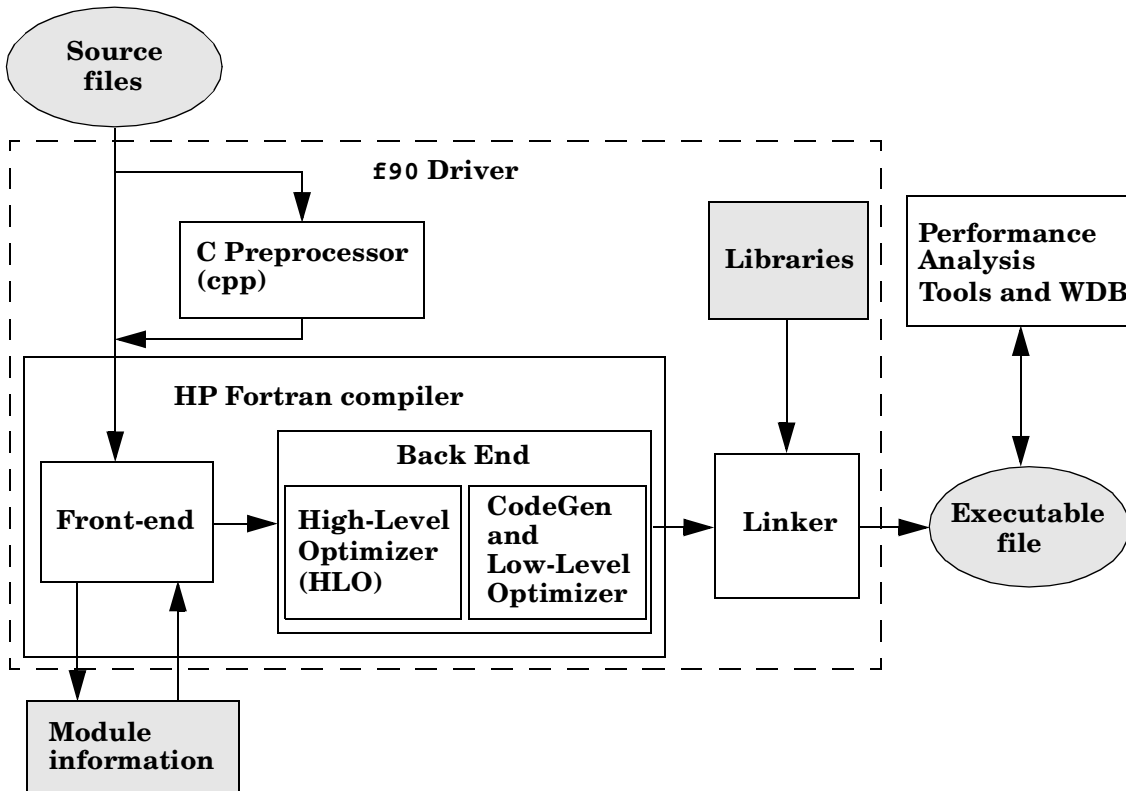 Source
files
f90 Driver
C Preprocessor
(cpp)
Libraries
Performance
Analysis
Tools and WDB
HP Fortran compiler
Back End
Front-end
High-Level
Optimizer
(HLO)
CodeGen
and
Low-Level
Optimizer
Linker
Executable
file
Module
information